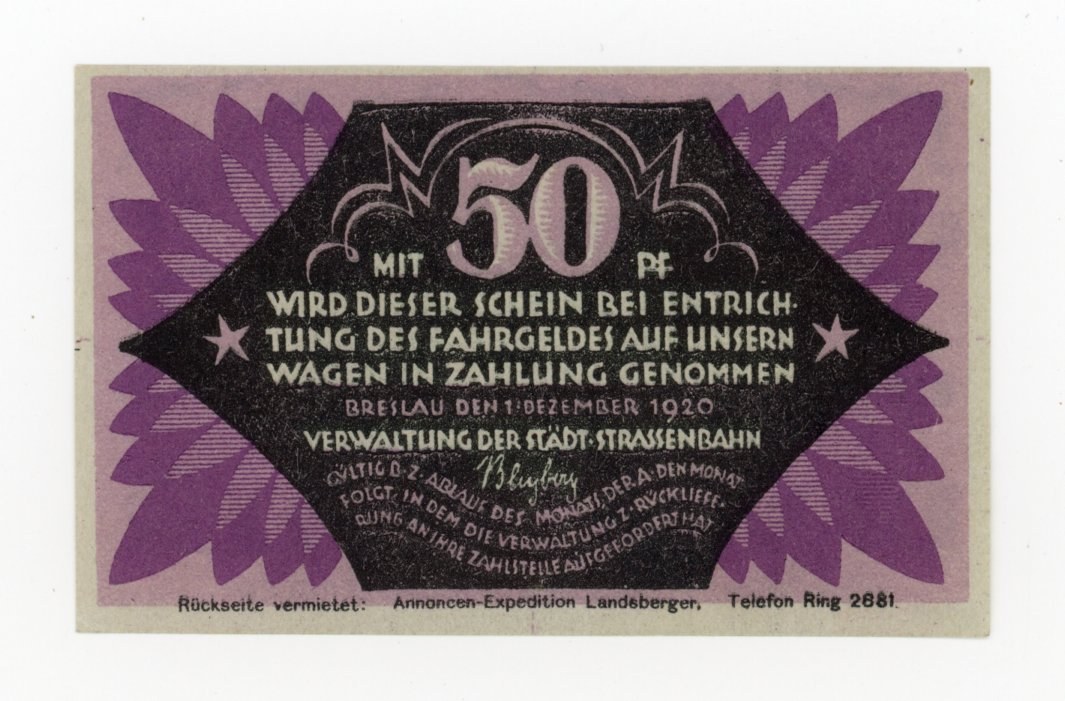 MIT 50 PF
WIRD DIESER SCHEIN BEI ENTRICH-
TUNG DES FAHRGELDES AUF UNSERN
WAGEN IN ZAHLUNG GENOMMEN
BRESLAU DEN 1·DEZEMBER 1920
VERWALTUNG DER STÄDT·STRASSENBAHN
GÜLTIG B·Z· ABLAUF DES MONATS, DER A·DEN MONAT
FOLGT, IN DEM DIE VERWALTUNG Z·RÜCKLIEFE-
RUNG AN IHRE ZAHLSTELLE AUFGEFORDERT HAT
Rückseite vermietet: Annoncen-Expedition Landsberger, Telefon Ring 2681.